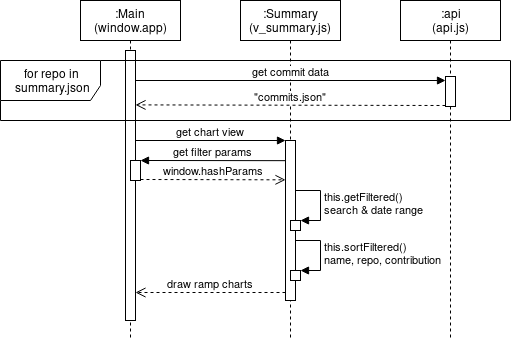 :Main
(window.app)
:Summary
(v_summary.js)
:api
(api.js)
for repo in
summary.json
get commit data
"commits.json"
get chart view
get filter params
window.hashParams
this.getFiltered()
search & date range
this.sortFiltered()
name, repo, contribution
draw ramp charts